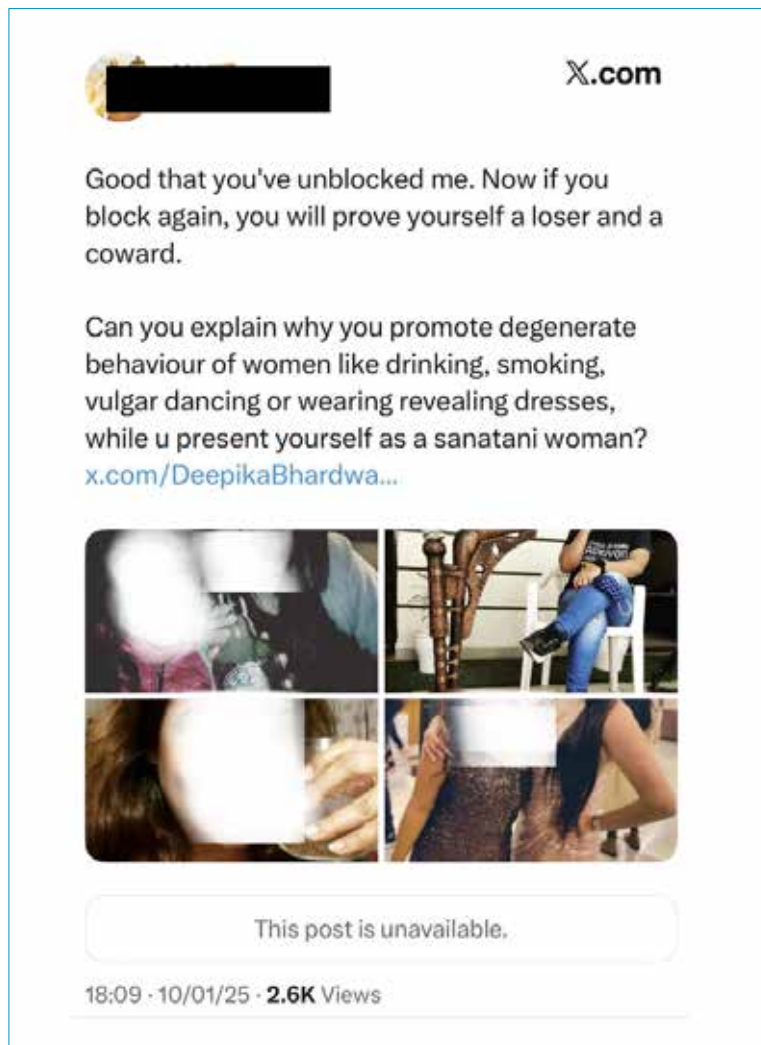 X.com
Good that you've unblocked me. Now if you
block again, you will prove yourself a loser and a
coward.
Can you explain why you promote degenerate
behaviour of women like drinking, smoking,
vulgar dancing or wearing revealing dresses,
while u present yourself as a sanatani woman?
x.com/DeepikaBhardwa...
This post is unavailable.
18:09 · 10/01/25 · 2.6K Views